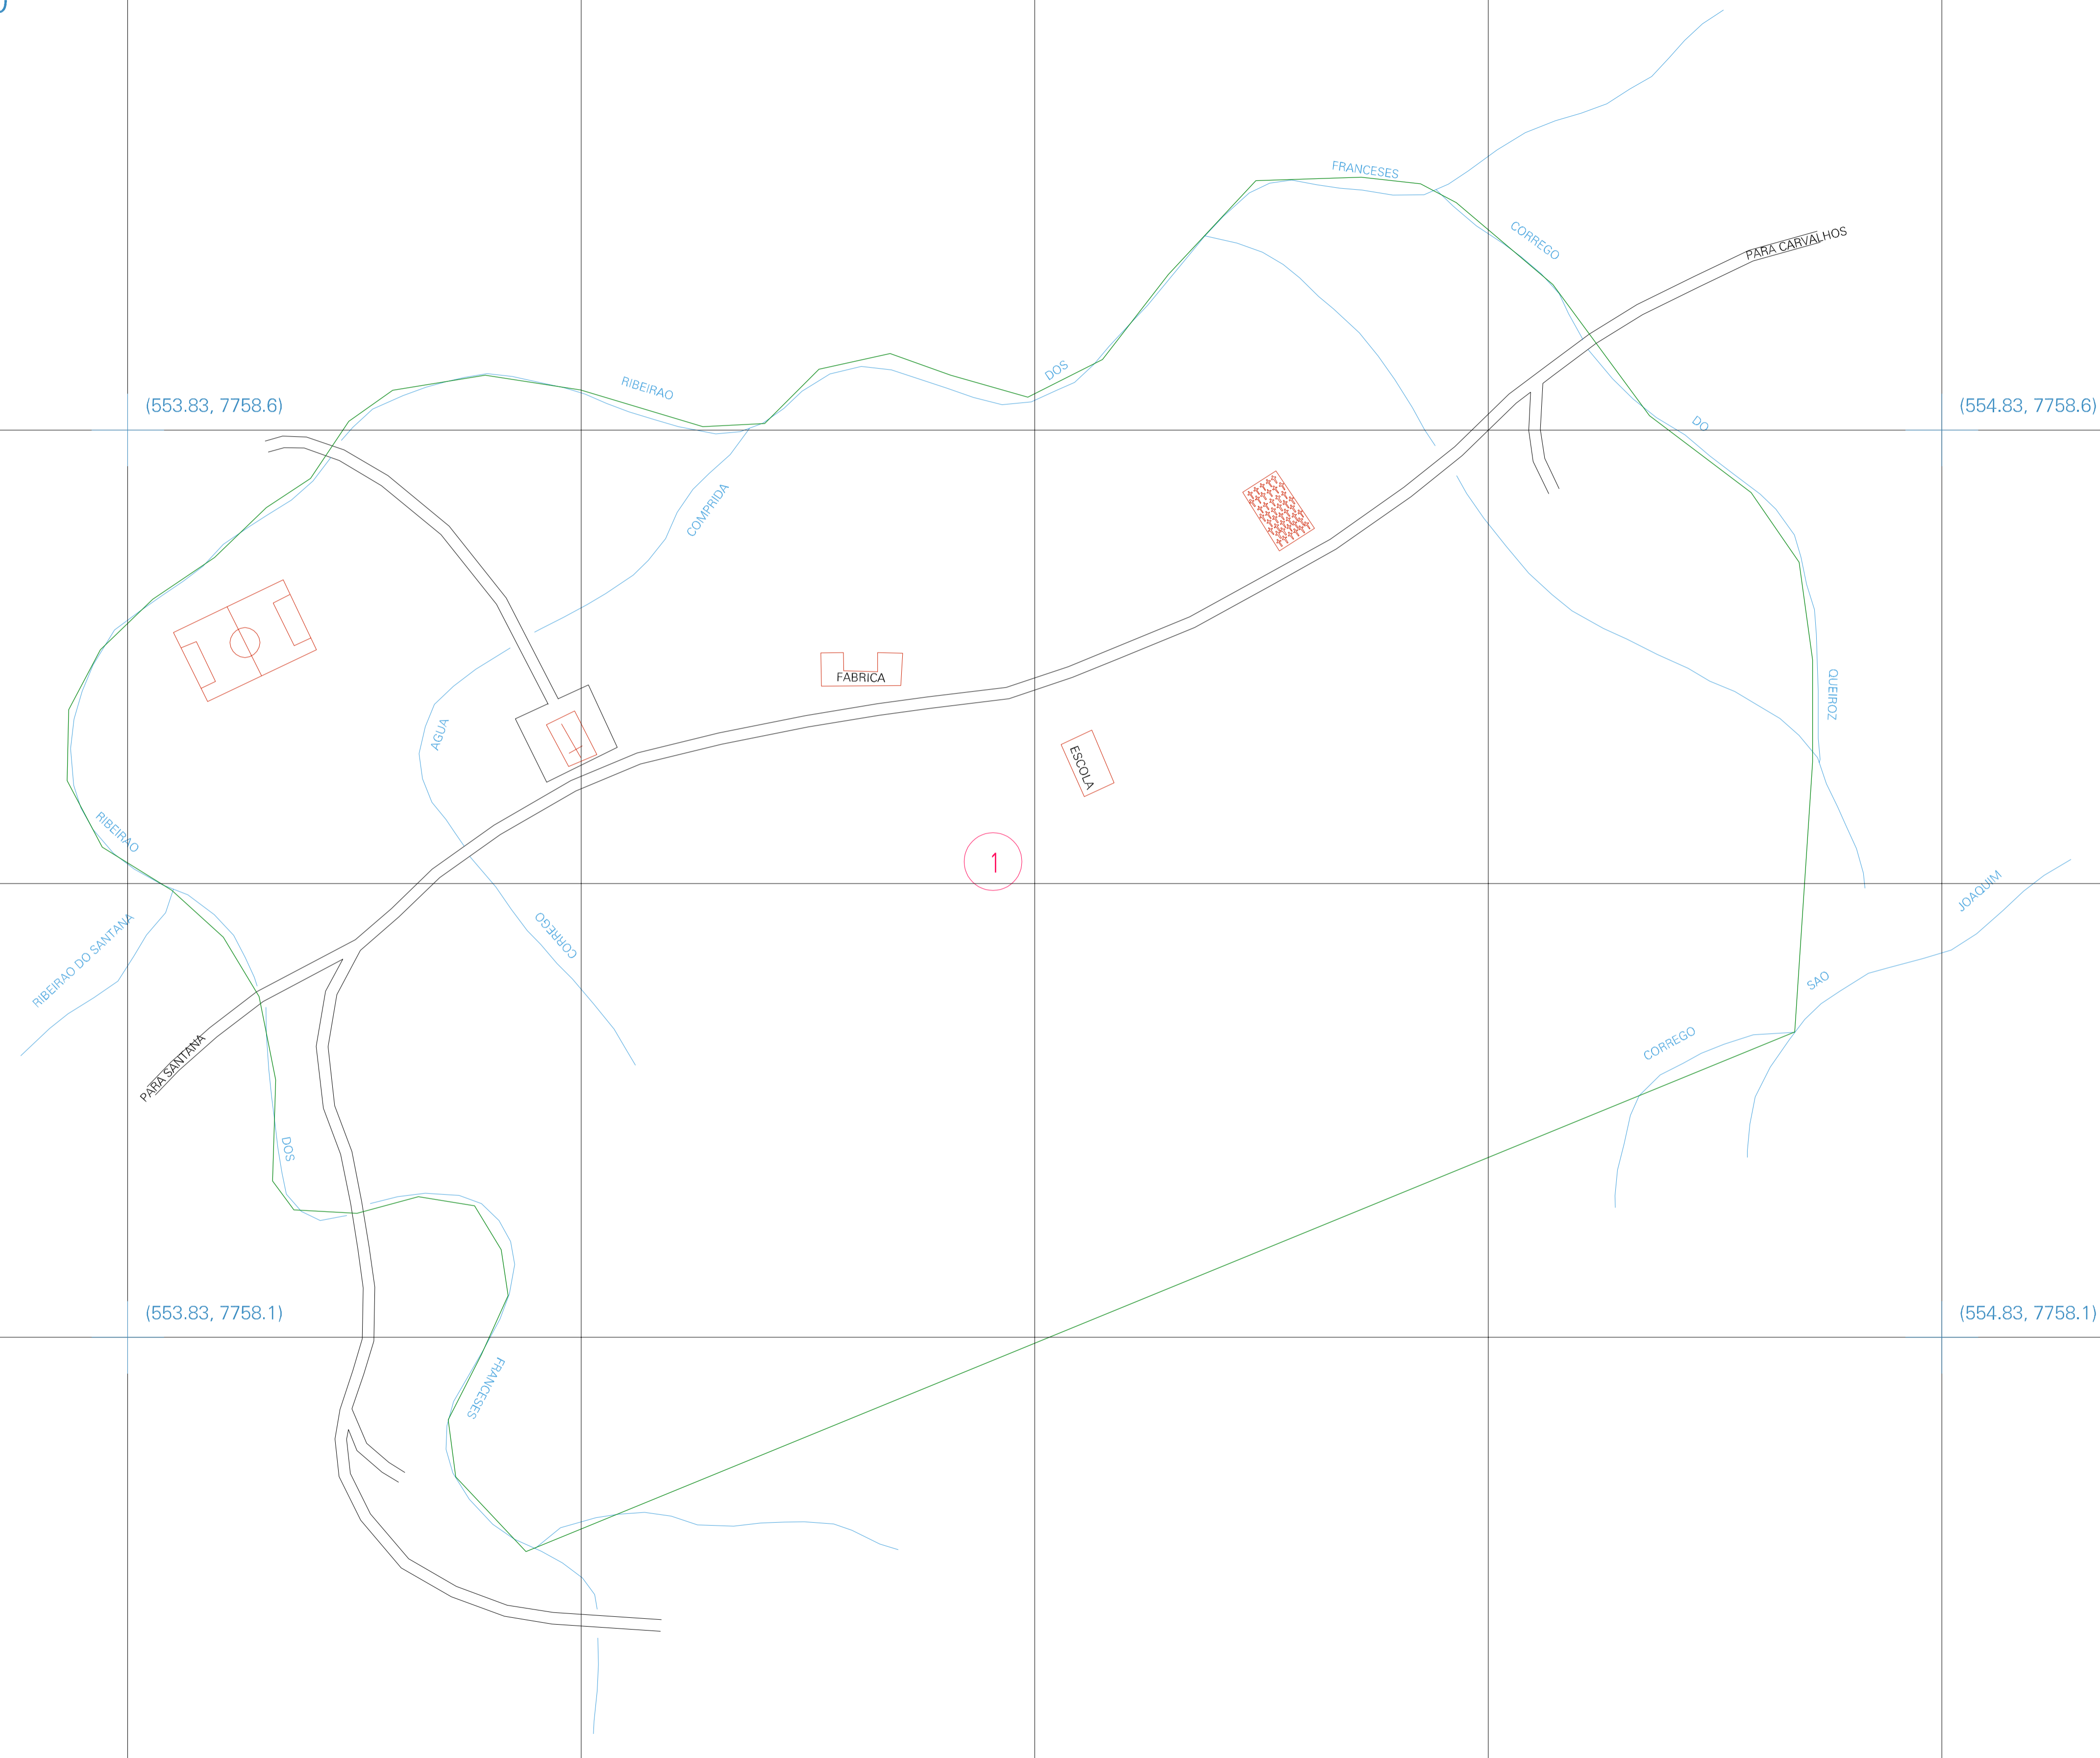 FRANCESES
CORREGO
PARA CARVALHOS
DOS
RIBEIRAO
(553.83, 7758.6)
(554.83, 7758.6)
DO
COMPRIDA
FABRICA
QUEIROZ
AGUA
ESCOLA
RIBEIRAO
1
JOAQUIM
RIBEIRAO DO SANTANA
CORREGO
SAO
CORREGO
PARA SANTANA
DOS
(553.83, 7758.1)
(554.83, 7758.1)
FRANCESES